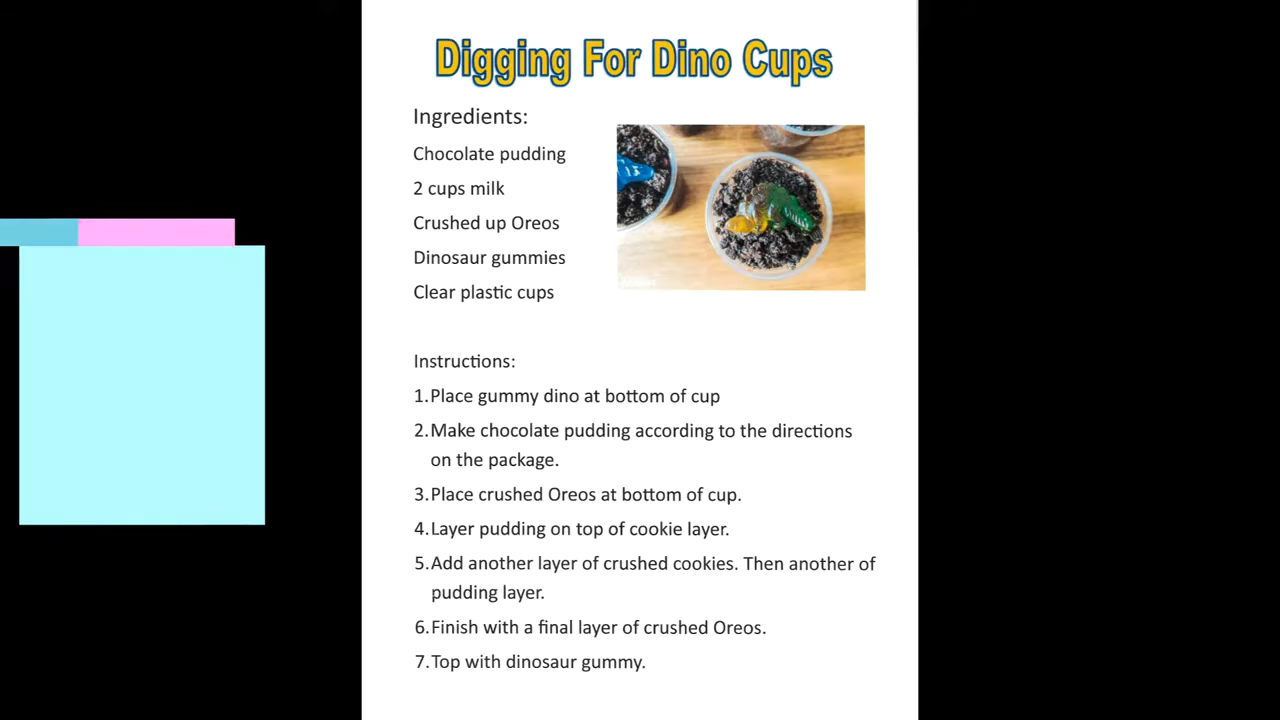 Digging For Dino Cups
Ingredients:
Chocolate pudding
2 cups milk
Crushed up Oreos
Dinosaur gummies
Clear plastic cups
Instructions:
1.Place gummy dino at bottom of cup
2.Make chocolate pudding according to the directions
on the package.
3.Place crushed Oreos at bottom of cup.
4.Layer pudding on top of cookie layer.
5.Add another layer of crushed cookies. Then another of
pudding layer.
6.Finish with a final layer of crushed Oreos.
7.Top with dinosaur gummy.